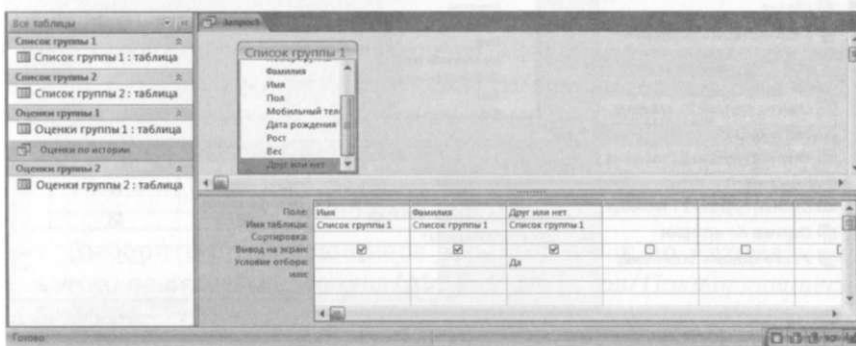 Все таблицы
Список группы 1
Список группы 1 : таблица
Список группы 2
Список группы 2 : таблица
Оценки группы 1
Оценки группы 1 : таблица
Оценки по истории
Оценки группы 2
Оценки группы 2 : таблица
Список группы 1
Фамилия
Имя
Пол
Мобильный теле
Дата рождения
Рост
Вес
Друг или нет
Поле: Имя Фамилия Друг или нет
Имя таблицы: Список группы 1 Список группы 1 Список группы 1
Сортировка:
Вывод на экран:
Условие отбора: Да
или:
Готово